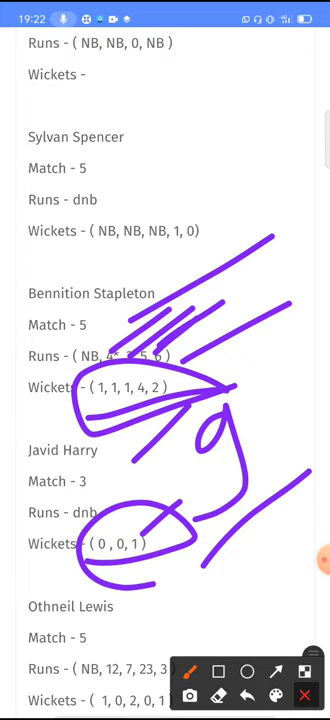 19:22
Runs - ( NB, NB, 0, NB )
Wickets -
Sylvan Spencer
Match - 5
Runs - dnb
Wickets - ( NB, NB, NB, 1, 0)
Bennition Stapleton
Match - 5
Runs - ( NB, 4*, 5, 6 )
Wickets - ( 1, 1, 1, 4, 2 )
Javid Harry
Match - 3
Runs - dnb
Wickets - ( 0 , 0, 1 )
Othneil Lewis
Match - 5
Runs - ( NB, 12, 7, 23, 3
Wickets - ( 1, 0, 2, 0, 1